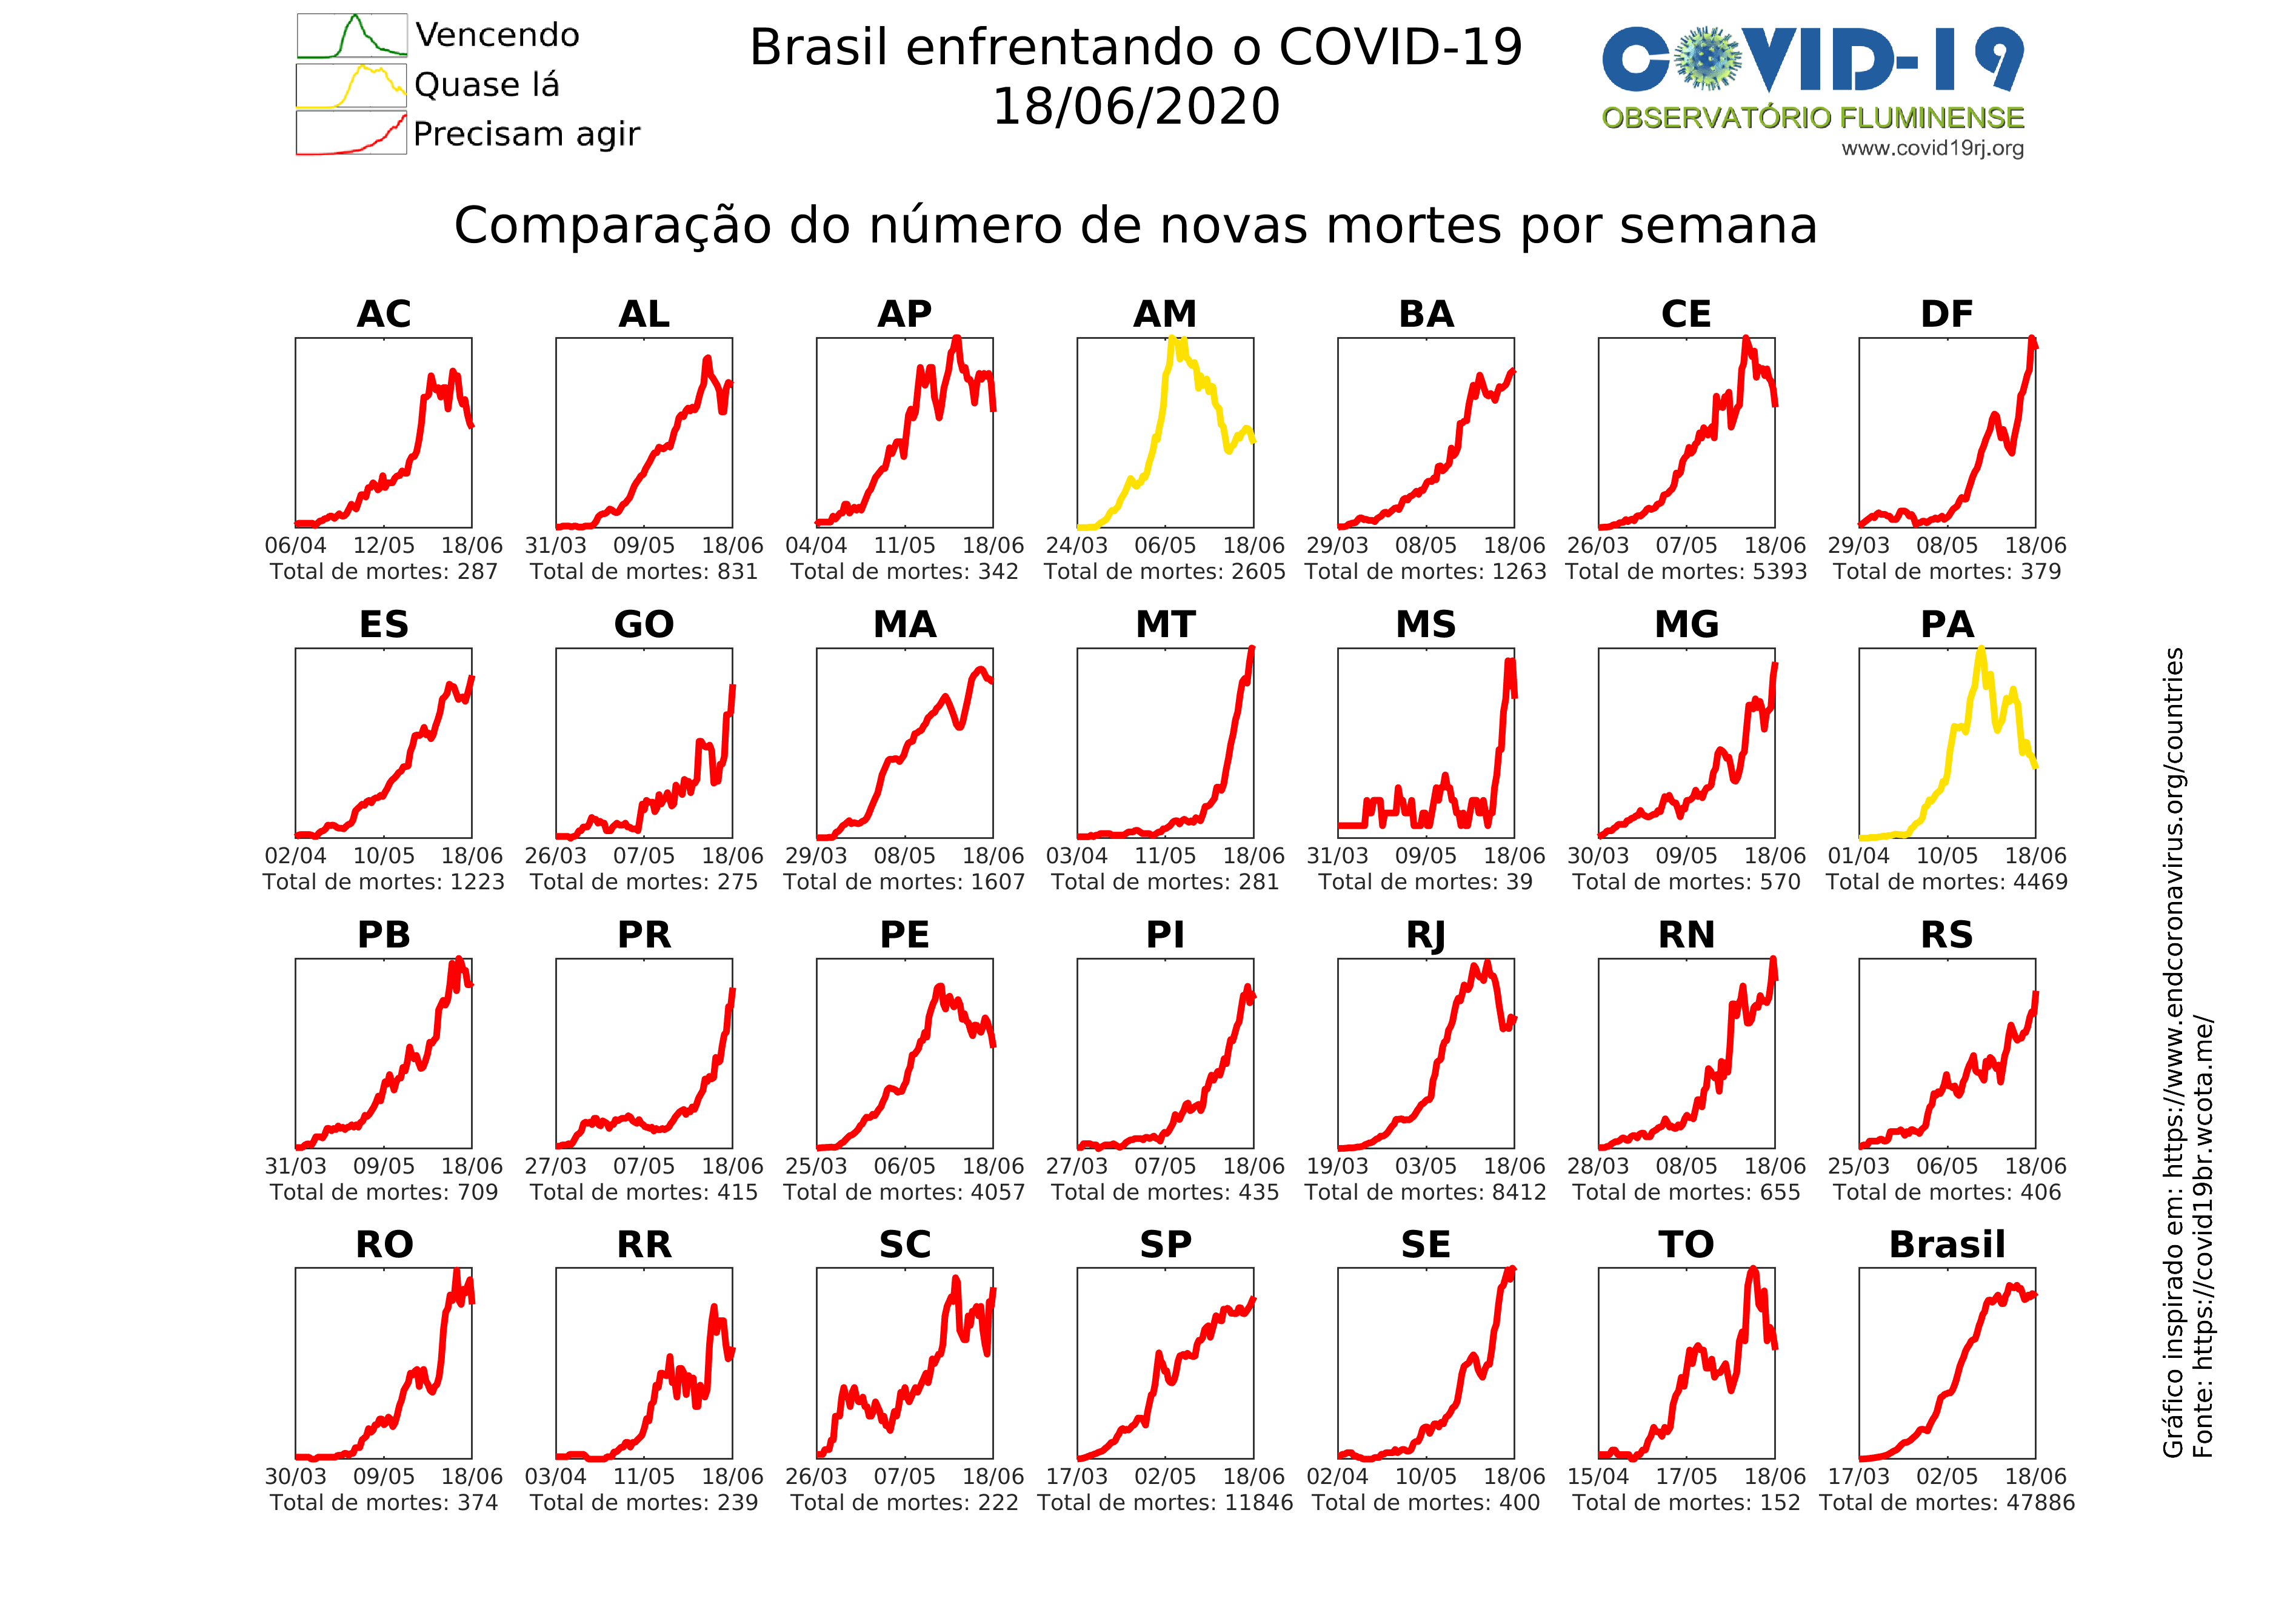 Vencendo
Quase lá
Precisam agir
Brasil enfrentando o COVID-19
18/06/2020
COVID-19
OBSERVATÓRIO FLUMINENSE
www.covid19rj.org
Comparação do número de novas mortes por semana
AC
06/04 12/05 18/06
Total de mortes: 287
AL
31/03 09/05 18/06
Total de mortes: 831
AP
04/04 11/05 18/06
Total de mortes: 342
AM
24/03 06/05 18/06
Total de mortes: 2605
BA
29/03 08/05 18/06
Total de mortes: 1263
CE
26/03 07/05 18/06
Total de mortes: 5393
DF
29/03 08/05 18/06
Total de mortes: 379
ES
02/04 10/05 18/06
Total de mortes: 1223
GO
26/03 07/05 18/06
Total de mortes: 275
MA
29/03 08/05 18/06
Total de mortes: 1607
MT
03/04 11/05 18/06
Total de mortes: 281
MS
31/03 09/05 18/06
Total de mortes: 39
MG
30/03 09/05 18/06
Total de mortes: 570
PA
01/04 10/05 18/06
Total de mortes: 4469
PB
31/03 09/05 18/06
Total de mortes: 709
PR
27/03 07/05 18/06
Total de mortes: 415
PE
25/03 06/05 18/06
Total de mortes: 4057
PI
27/03 07/05 18/06
Total de mortes: 435
RJ
19/03 03/05 18/06
Total de mortes: 8412
RN
28/03 08/05 18/06
Total de mortes: 655
RS
25/03 06/05 18/06
Total de mortes: 406
RO
30/03 09/05 18/06
Total de mortes: 374
RR
03/04 11/05 18/06
Total de mortes: 239
SC
26/03 07/05 18/06
Total de mortes: 222
SP
17/03 02/05 18/06
Total de mortes: 11846
SE
02/04 10/05 18/06
Total de mortes: 400
TO
15/04 17/05 18/06
Total de mortes: 152
Brasil
17/03 02/05 18/06
Total de mortes: 47886
Gráfico inspirado em: https://www.endcoronavirus.org/countries
Fonte: https://covid19br.wcota.me/